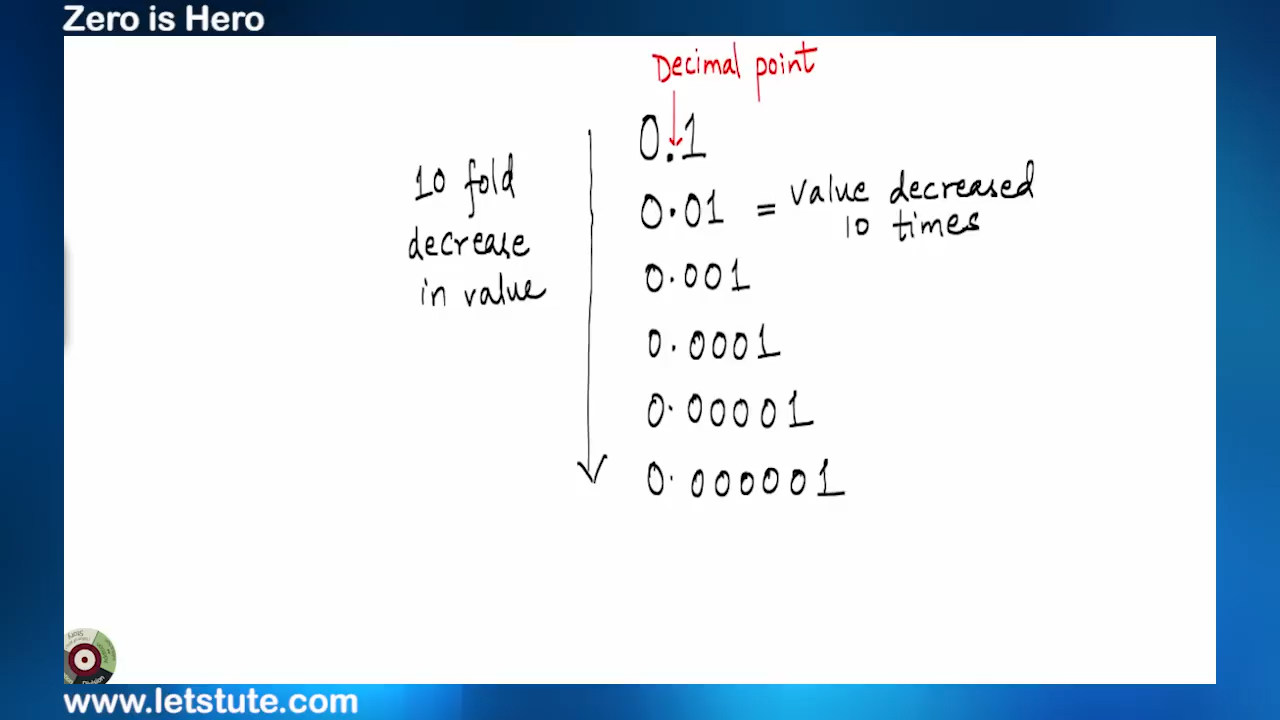 Zero is Hero
Decimal point
0.1
10 fold
decrease
in value
0.01 = value decreased
10 times
0.001
0.0001
0.00001
0.000001
Division
www.letstute.com